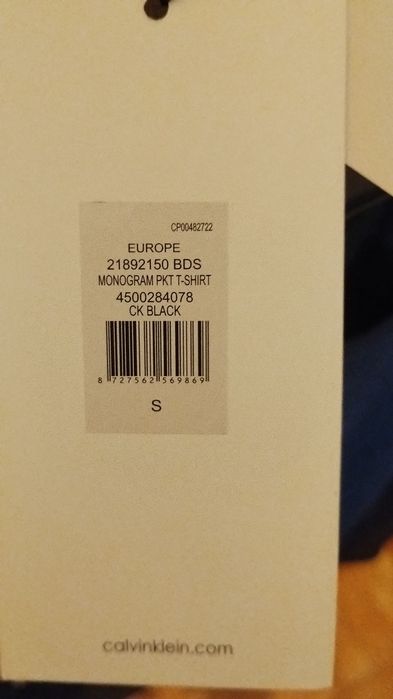 CP00482722
EUROPE
21892150 BDS
MONOGRAM PKT T-SHIRT
4500284078
CK BLACK
8 727562 569869
S
calvinklein.com